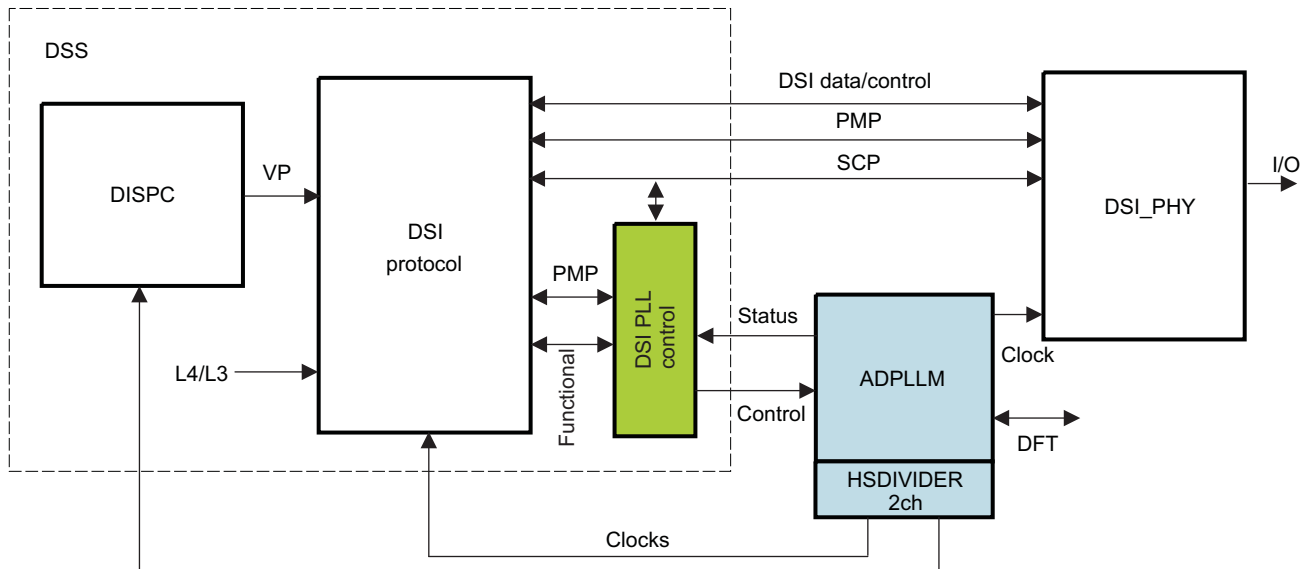 DSS
DSI data/control
PMP
SCP
I/O
VP
DISPC
DSI
protocol
DSI_PHY
PMP
DSI PLL
control
Status
Clock
L4/L3
Functional
Control
ADPLLM
DFT
HSDIVIDER
2ch
Clocks